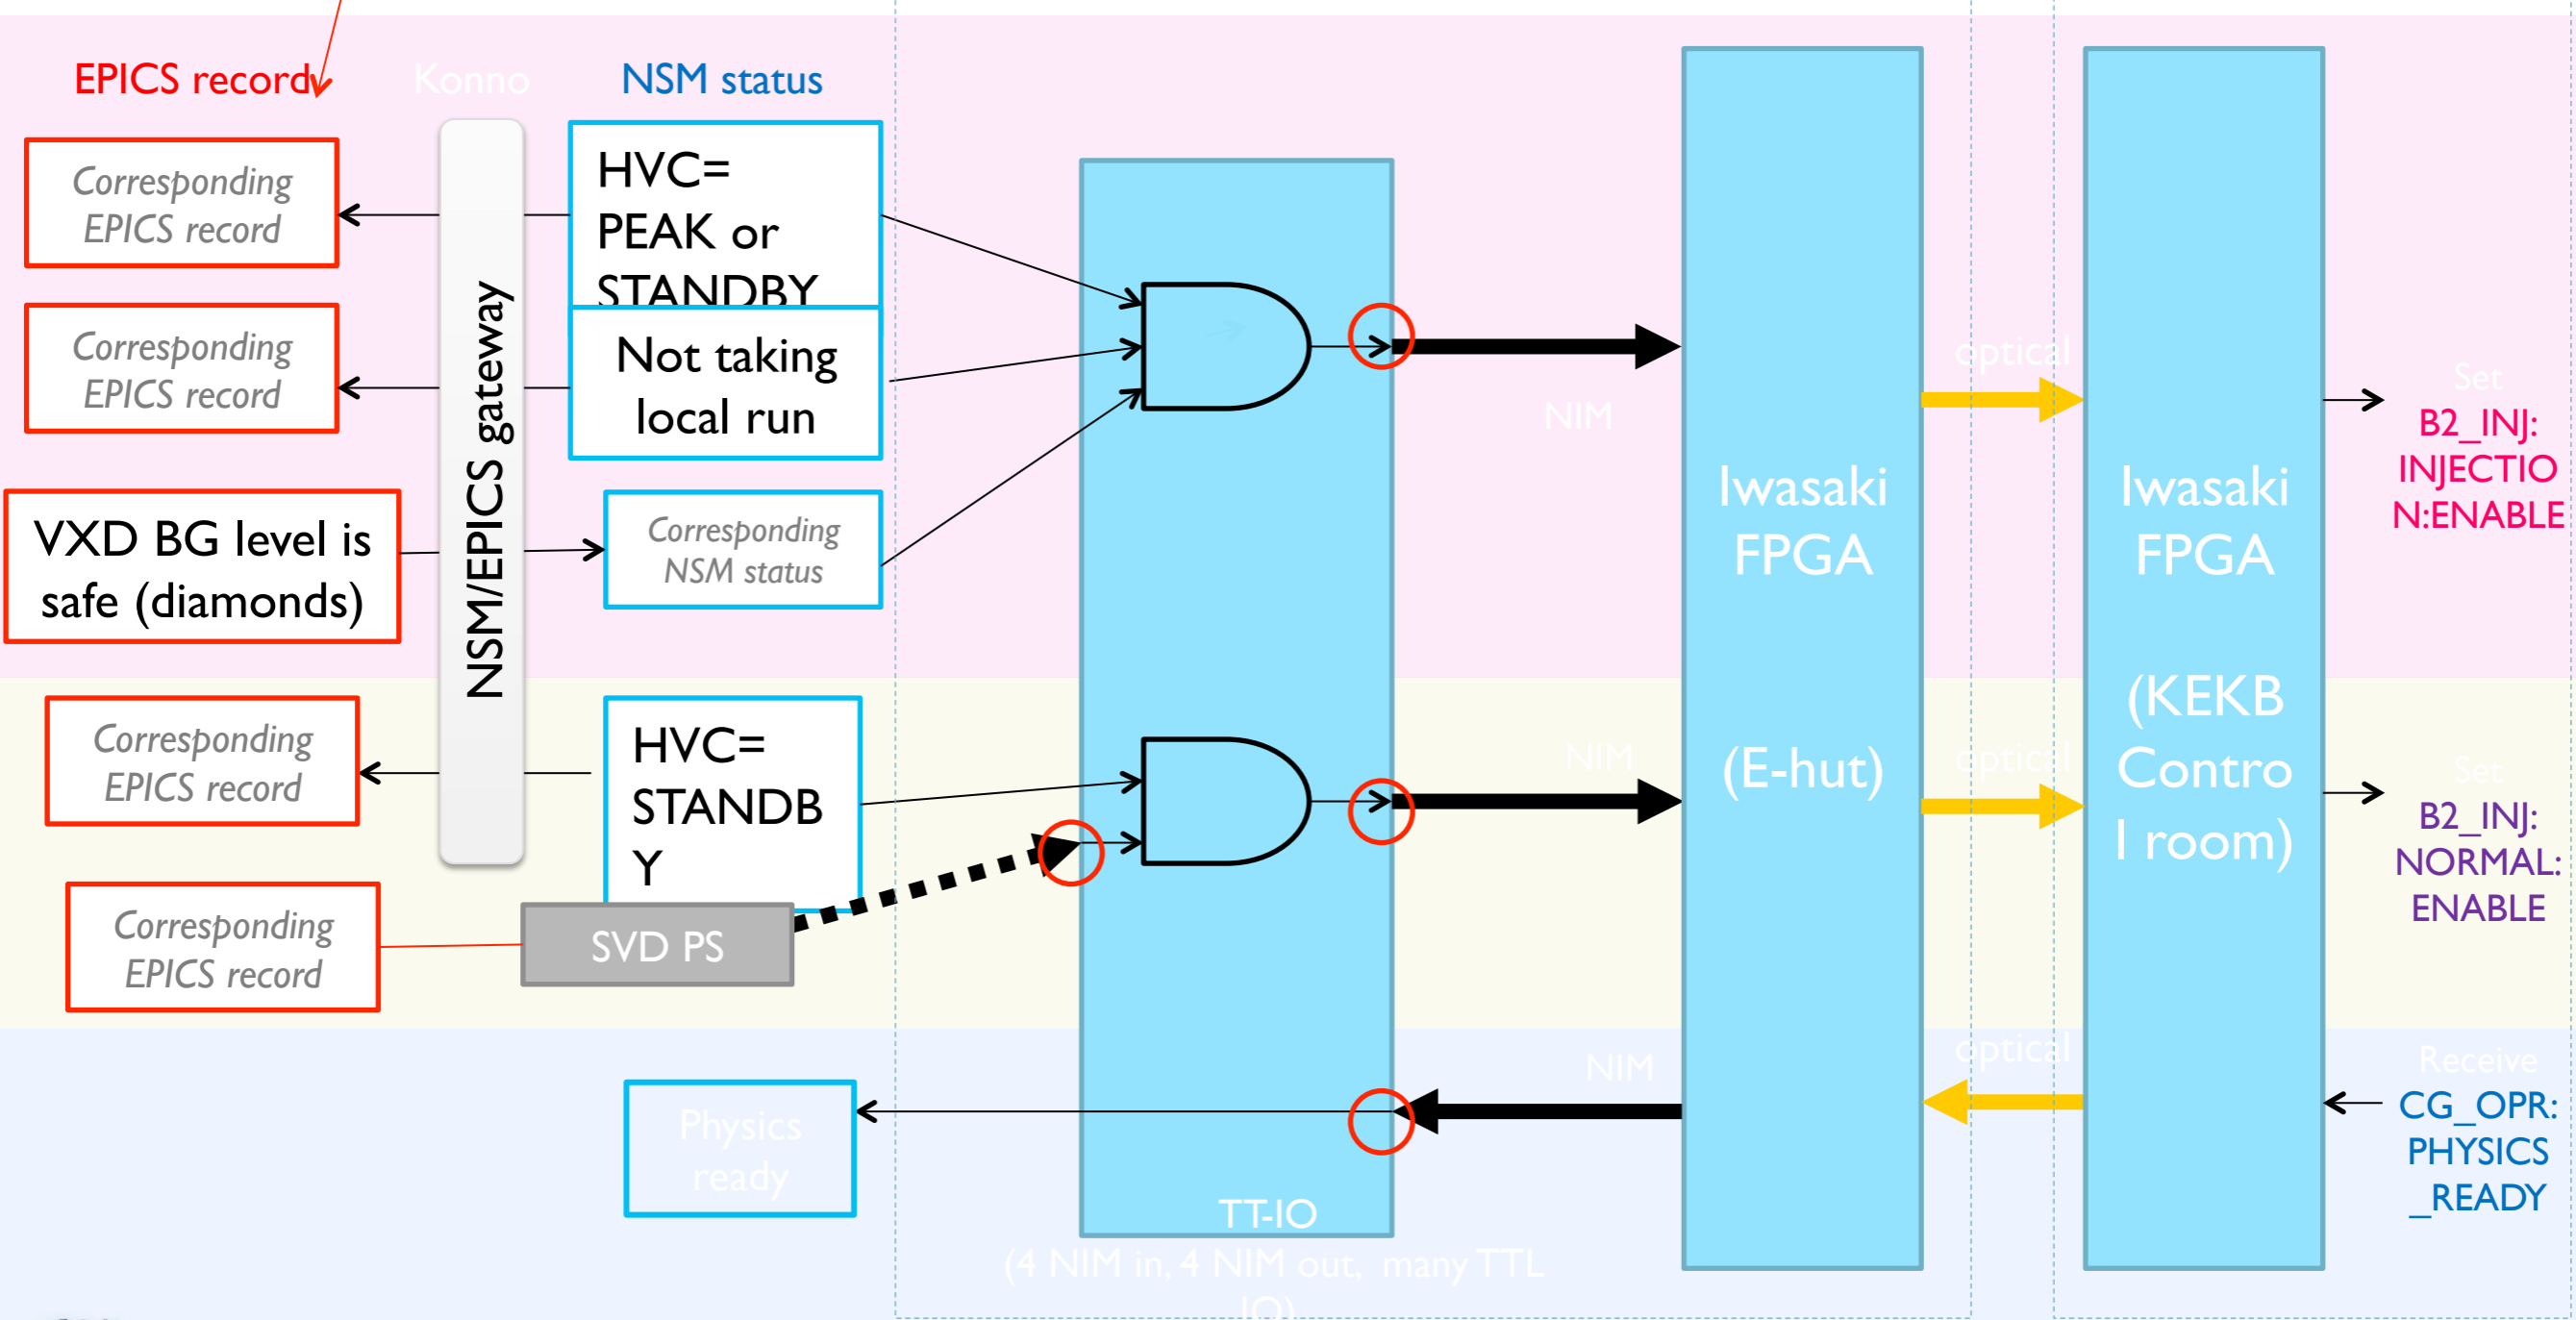 EPICS record
Konno
NSM status
Corresponding
EPICS record
HVC=
PEAK or
STANDBY
Corresponding
EPICS record
Not taking
local run
NSM/EPICS gateway
VXD BG level is
safe (diamonds)
Corresponding
NSM status
NIM
optical
Iwasaki
FPGA
(E-hut)
Iwasaki
FPGA
(KEKB
Contro
l room)
Set
B2_INJ:
INJECTIO
N:ENABLE
Corresponding
EPICS record
HVC=
STANDB
Y
NIM
optical
Set
B2_INJ:
NORMAL:
ENABLE
Corresponding
EPICS record
SVD PS
Physics
ready
NIM
optical
Receive
CG_OPR:
PHYSICS
_READY
TT-IO
(4 NIM in, 4 NIM out, many TTL
IO)